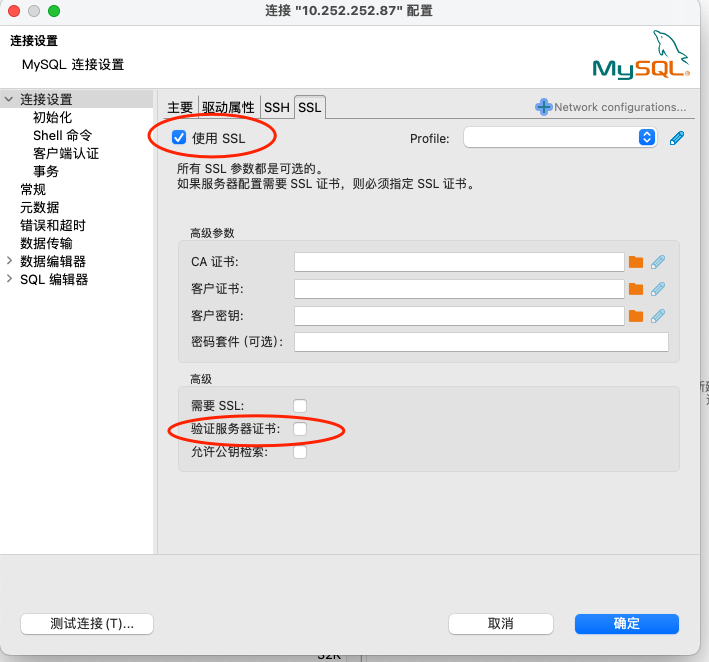 连接 "10.252.252.87" 配置
连接设置
MySQL 连接设置
MySQL®
连接设置
初始化
Shell 命令
客户端认证
事务
常规
元数据
错误和超时
数据传输
数据编辑器
SQL 编辑器
主要 驱动属性 SSH SSL
Network configurations...
使用 SSL
Profile:
所有 SSL 参数都是可选的。
如果服务器配置需要 SSL 证书，则必须指定 SSL 证书。
高级参数
CA 证书:
客户证书:
客户密钥:
密码套件 (可选):
高级
需要 SSL:
验证服务器证书:
允许公钥检索:
测试连接 (T)...
取消
确定